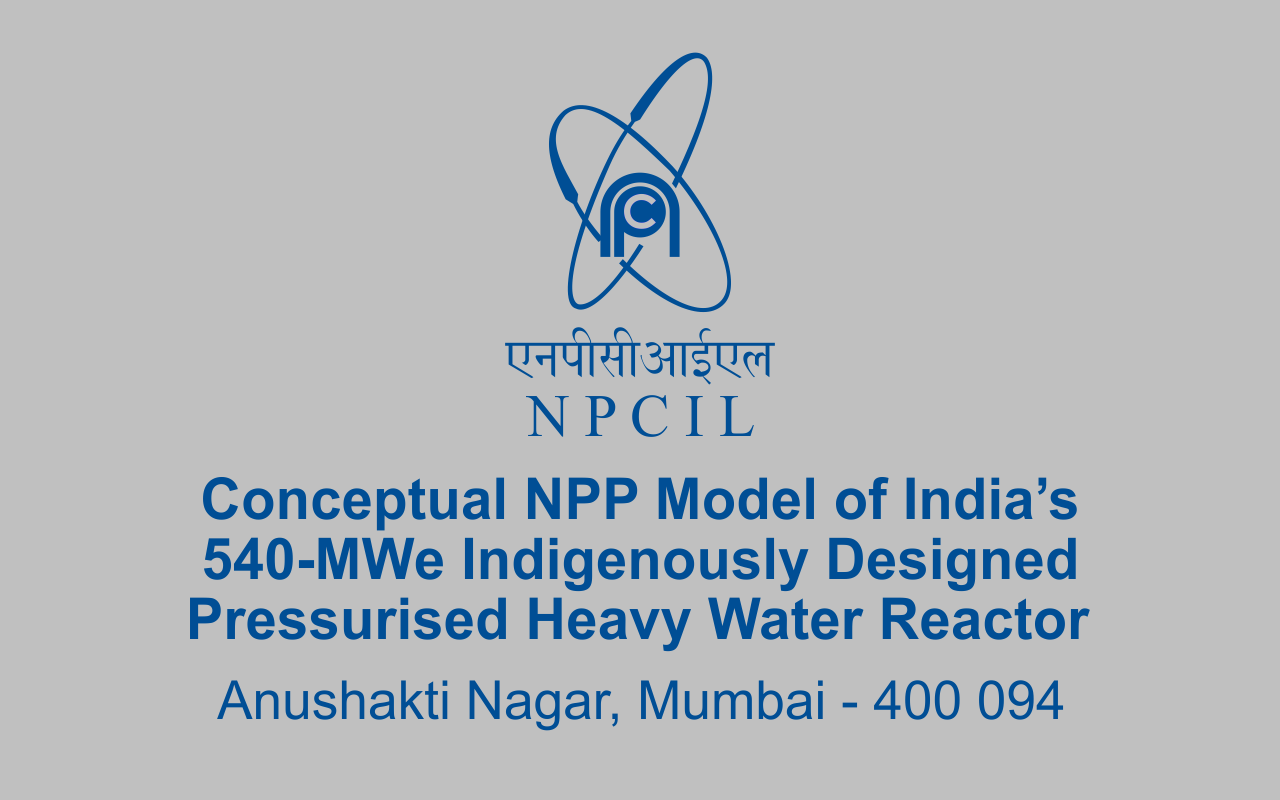 एनपीसीआईएल
NPCIL
Conceptual NPP Model of India’s
540-MWe Indigenously Designed
Pressurised Heavy Water Reactor
Anushakti Nagar, Mumbai - 400 094